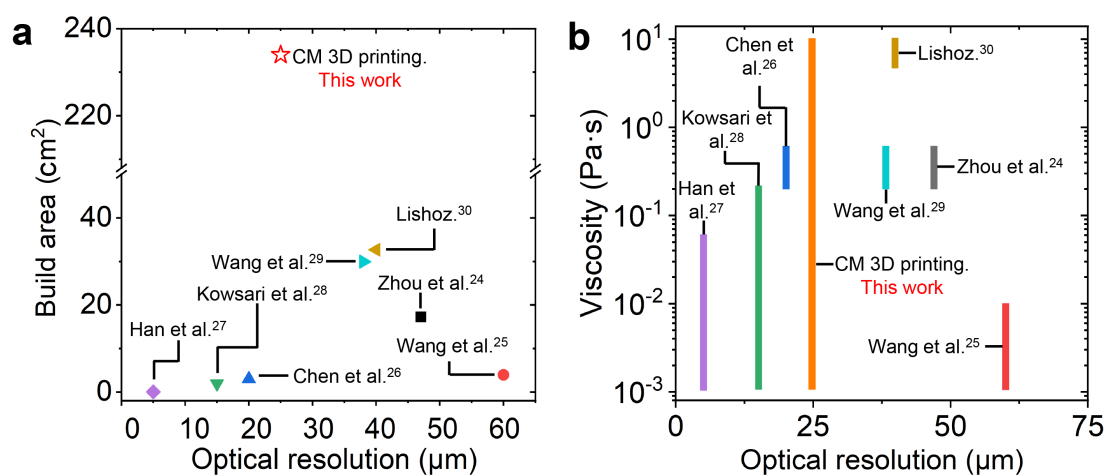 a
240
220
40
20
0
Build area (cm²)
CM 3D printing.
This work
Lishoz.³⁰
Wang et al.²⁹
Zhou et al.²⁴
Kowsari et al.²⁸
Han et al.²⁷
Wang et al.²⁵
Chen et al.²⁶
0 10 20 30 40 50 60
Optical resolution (µm)
b
10¹
10⁰
10⁻¹
10⁻²
10⁻³
Viscosity (Pa·s)
Chen et
al.²⁶
Lishoz.³⁰
Kowsari et
al.²⁸
Zhou et al.²⁴
Han et
al.²⁷
Wang et al.²⁹
CM 3D printing.
This work
Wang et al.²⁵
0 25 50 75
Optical resolution (µm)